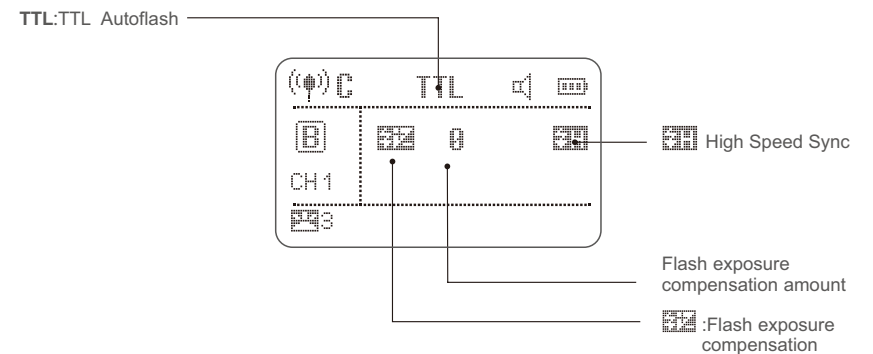 TTL:TTL Autoflash
C TTL
B 0
High Speed Sync
CH 1
3
Flash exposure
compensation amount
:Flash exposure
compensation